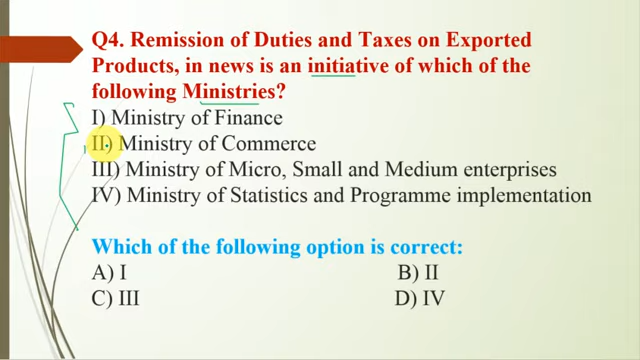 Q4. Remission of Duties and Taxes on Exported
Products, in news is an initiative of which of the
following Ministries?
I) Ministry of Finance
II) Ministry of Commerce
III) Ministry of Micro, Small and Medium enterprises
IV) Ministry of Statistics and Programme implementation
Which of the following option is correct:
A) I B) II
C) III D) IV